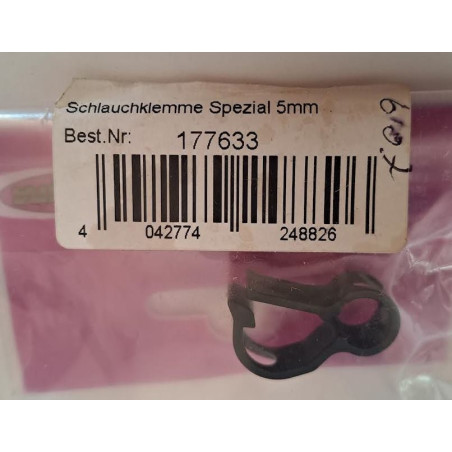 Schlauchklemme Spezial 5mm
Best.Nr: 177633
4 042774 248826